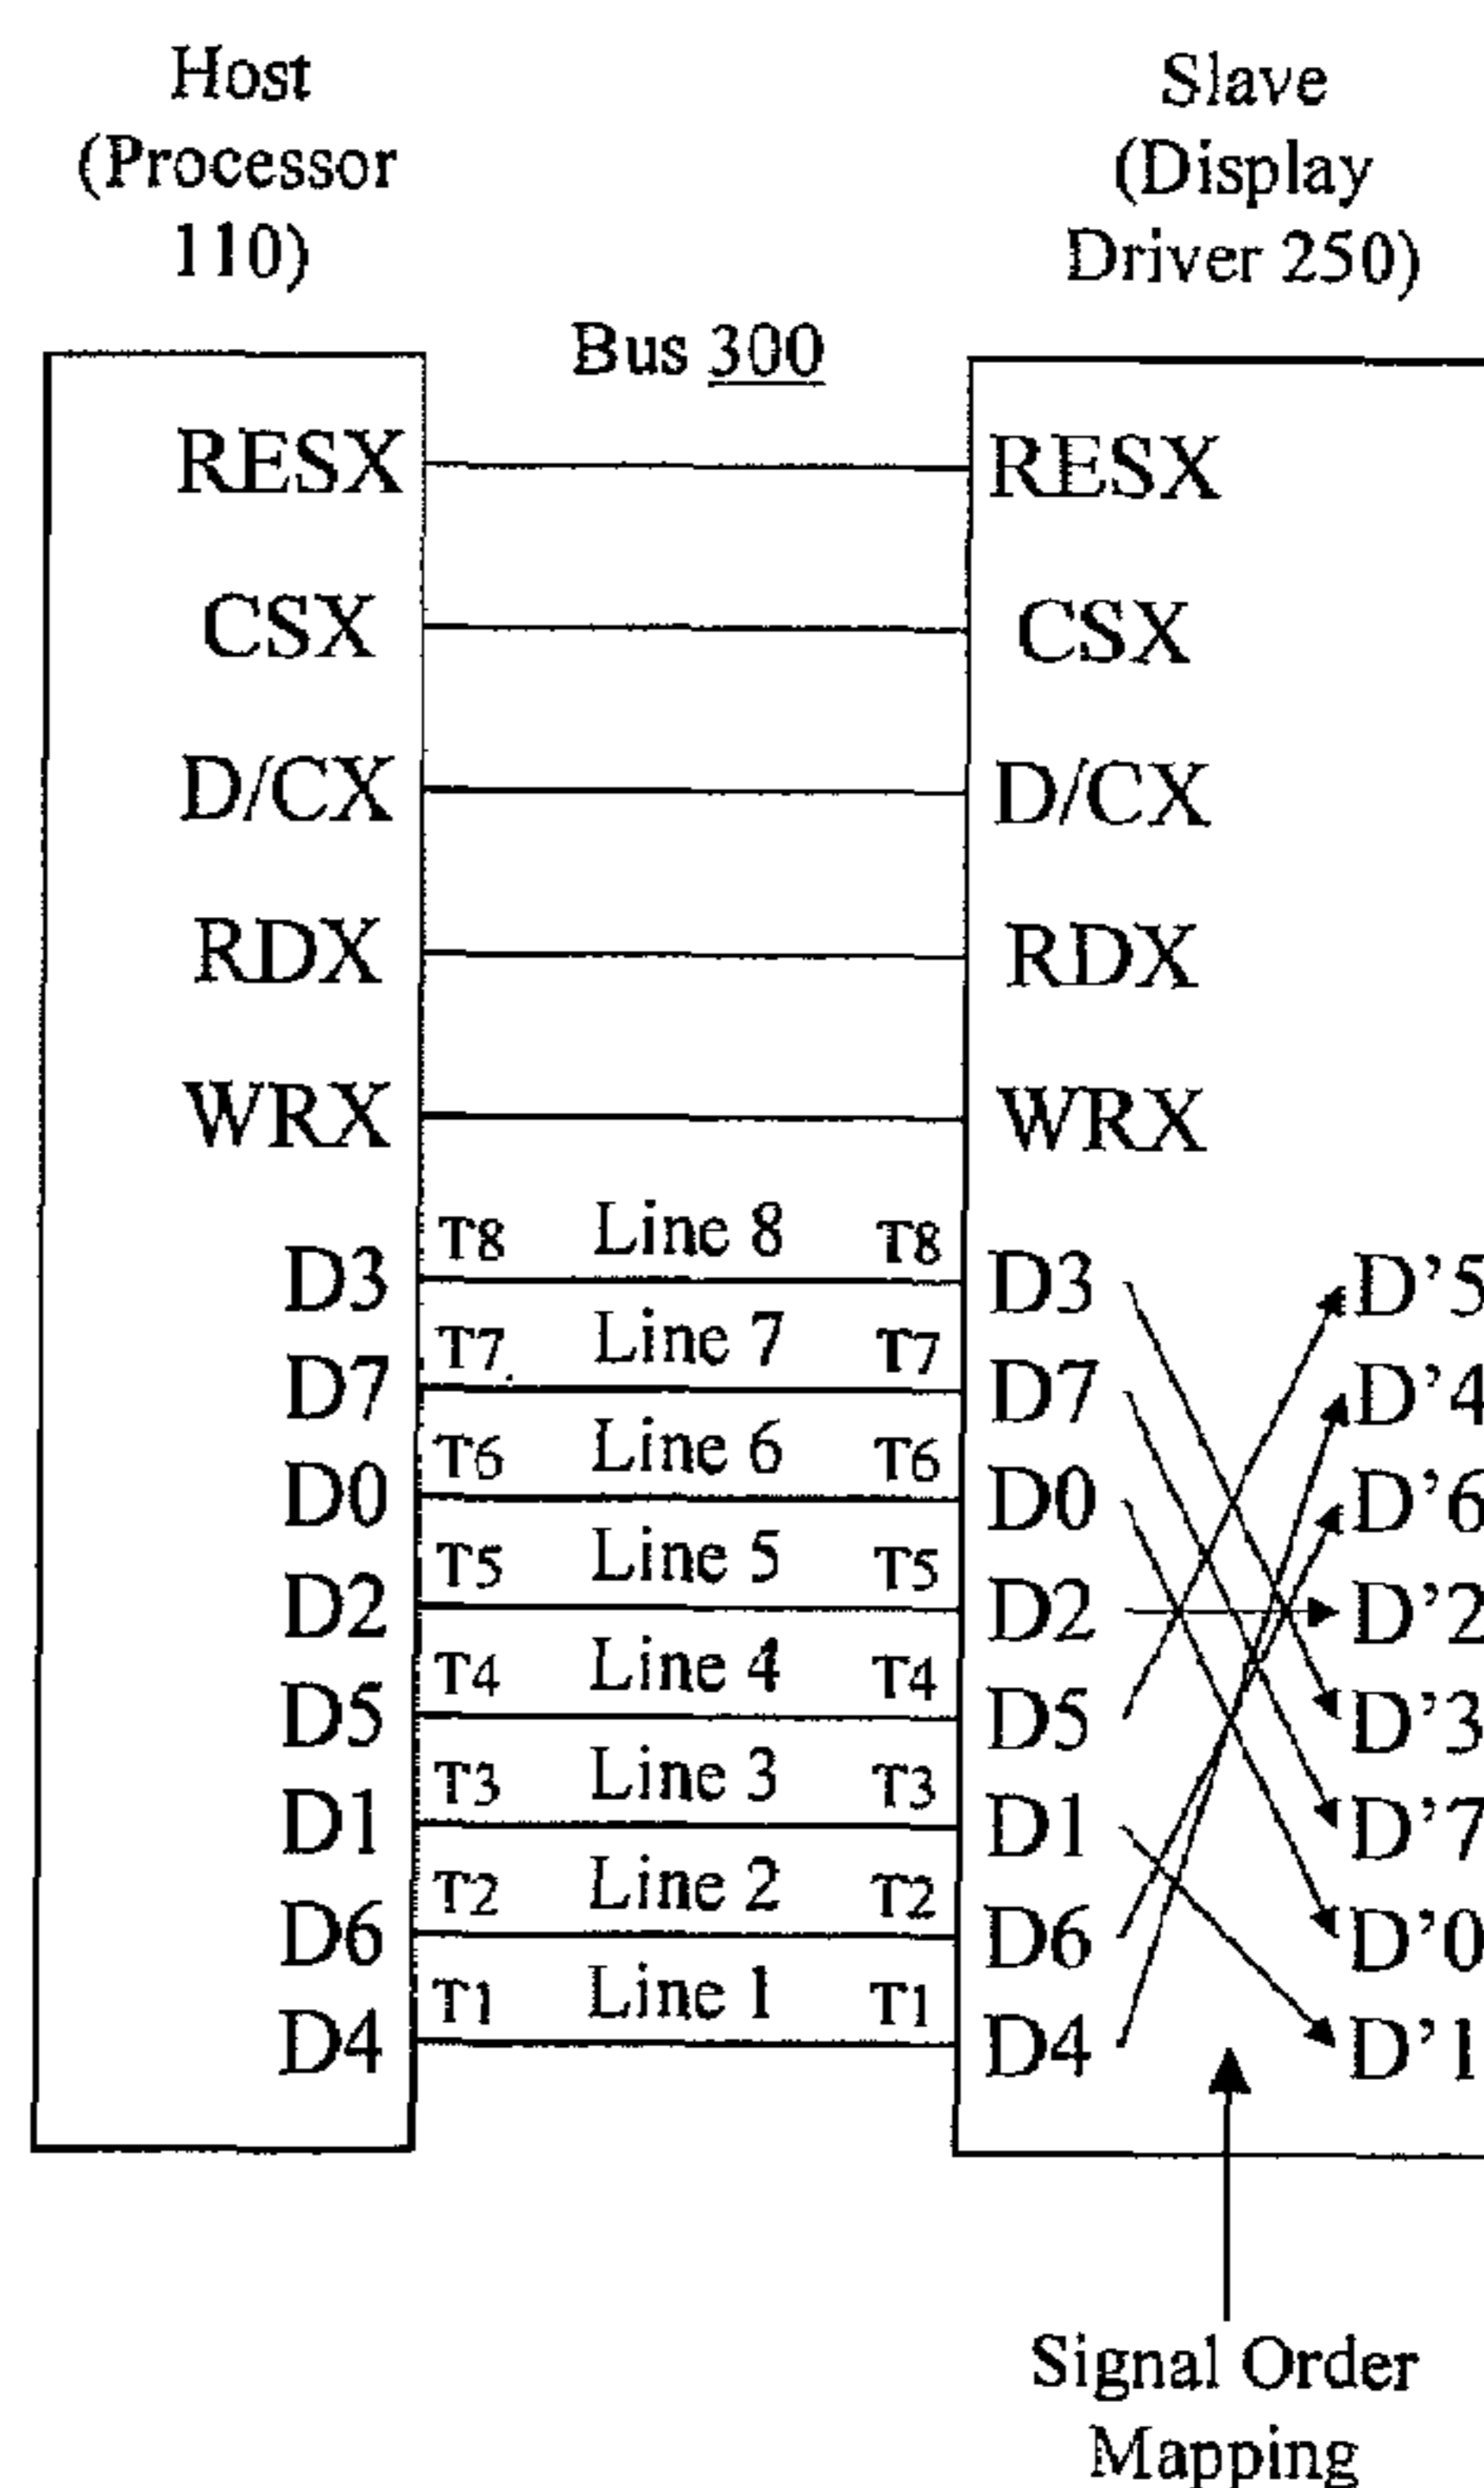 Host
(Processor
110)
Slave
(Display
Driver 250)
Bus 300
RESX RESX
CSX CSX
D/CX D/CX
RDX RDX
WRX WRX
T8 Line 8 T8
D3 D3 D'5
T7 Line 7 T7
D7 D7 D'4
T6 Line 6 T6
D0 D0 D'6
T5 Line 5 T5
D2 D2 D'2
T4 Line 4 T4
D5 D5 D'3
T3 Line 3 T3
D1 D1 D'7
T2 Line 2 T2
D6 D6 D'0
T1 Line 1 T1
D4 D4 D'1
Signal Order
Mapping